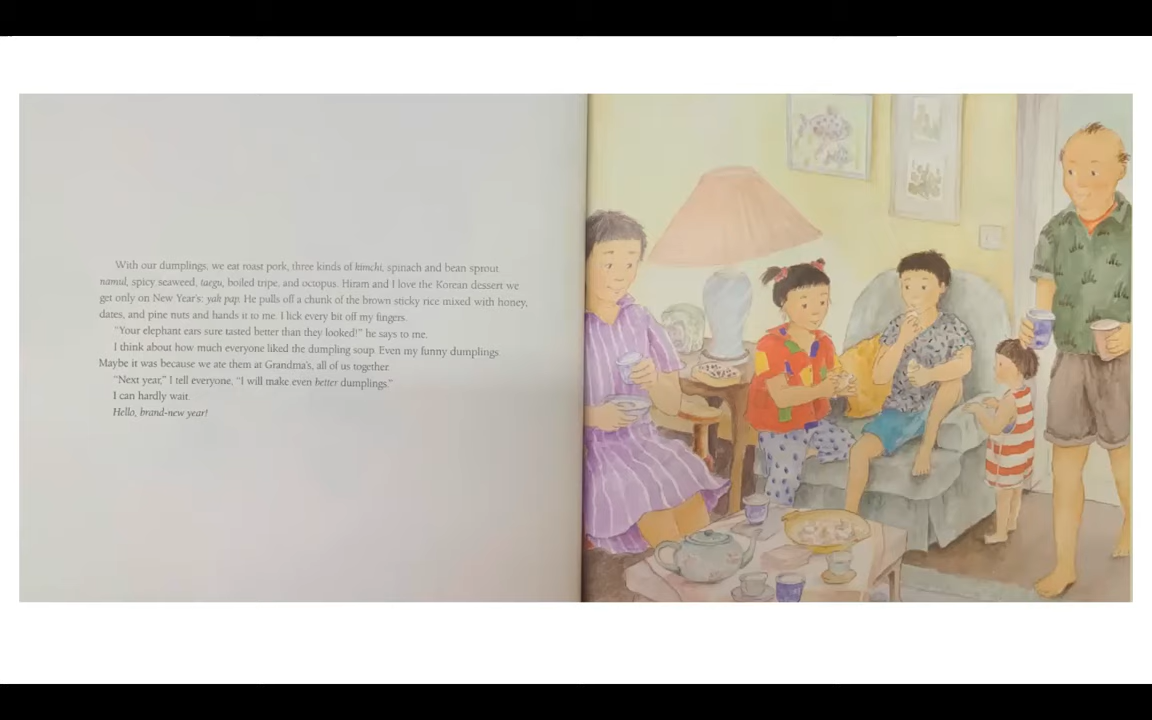 With our dumplings, we eat roast pork, three kinds of kimchi, spinach and bean sprout
namul, spicy seaweed, taegu, boiled tripe, and octopus. Hiram and I love the Korean dessert we
get only on New Year's: yak pap. He pulls off a chunk of the brown sticky rice mixed with honey,
dates, and pine nuts and hands it to me. I lick every bit off my fingers.
"Your elephant ears sure tasted better than they looked!" he says to me.
I think about how much everyone liked the dumpling soup. Even my funny dumplings.
Maybe it was because we ate them at Grandma's, all of us together.
"Next year," I tell everyone, "I will make even better dumplings."
I can hardly wait.
Hello, brand-new year!